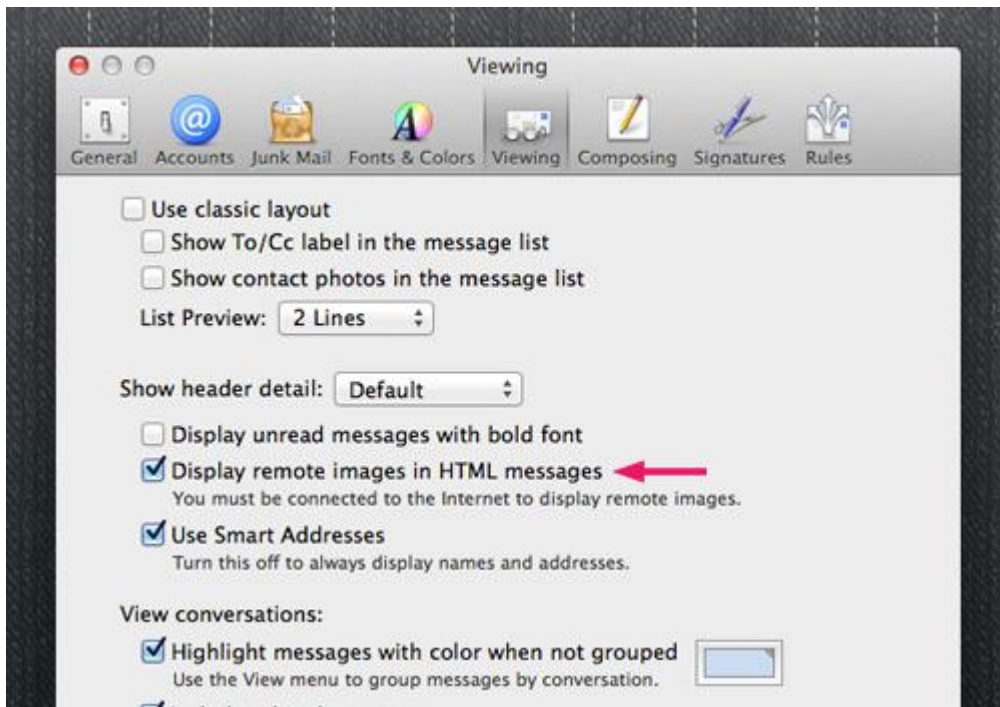 Viewing
General Accounts Junk Mail Fonts & Colors Viewing Composing Signatures Rules
Use classic layout
Show To/Cc label in the message list
Show contact photos in the message list
List Preview: 2 Lines
Show header detail: Default
Display unread messages with bold font
Display remote images in HTML messages
You must be connected to the Internet to display remote images.
Use Smart Addresses
Turn this off to always display names and addresses.
View conversations:
Highlight messages with color when not grouped
Use the View menu to group messages by conversation.